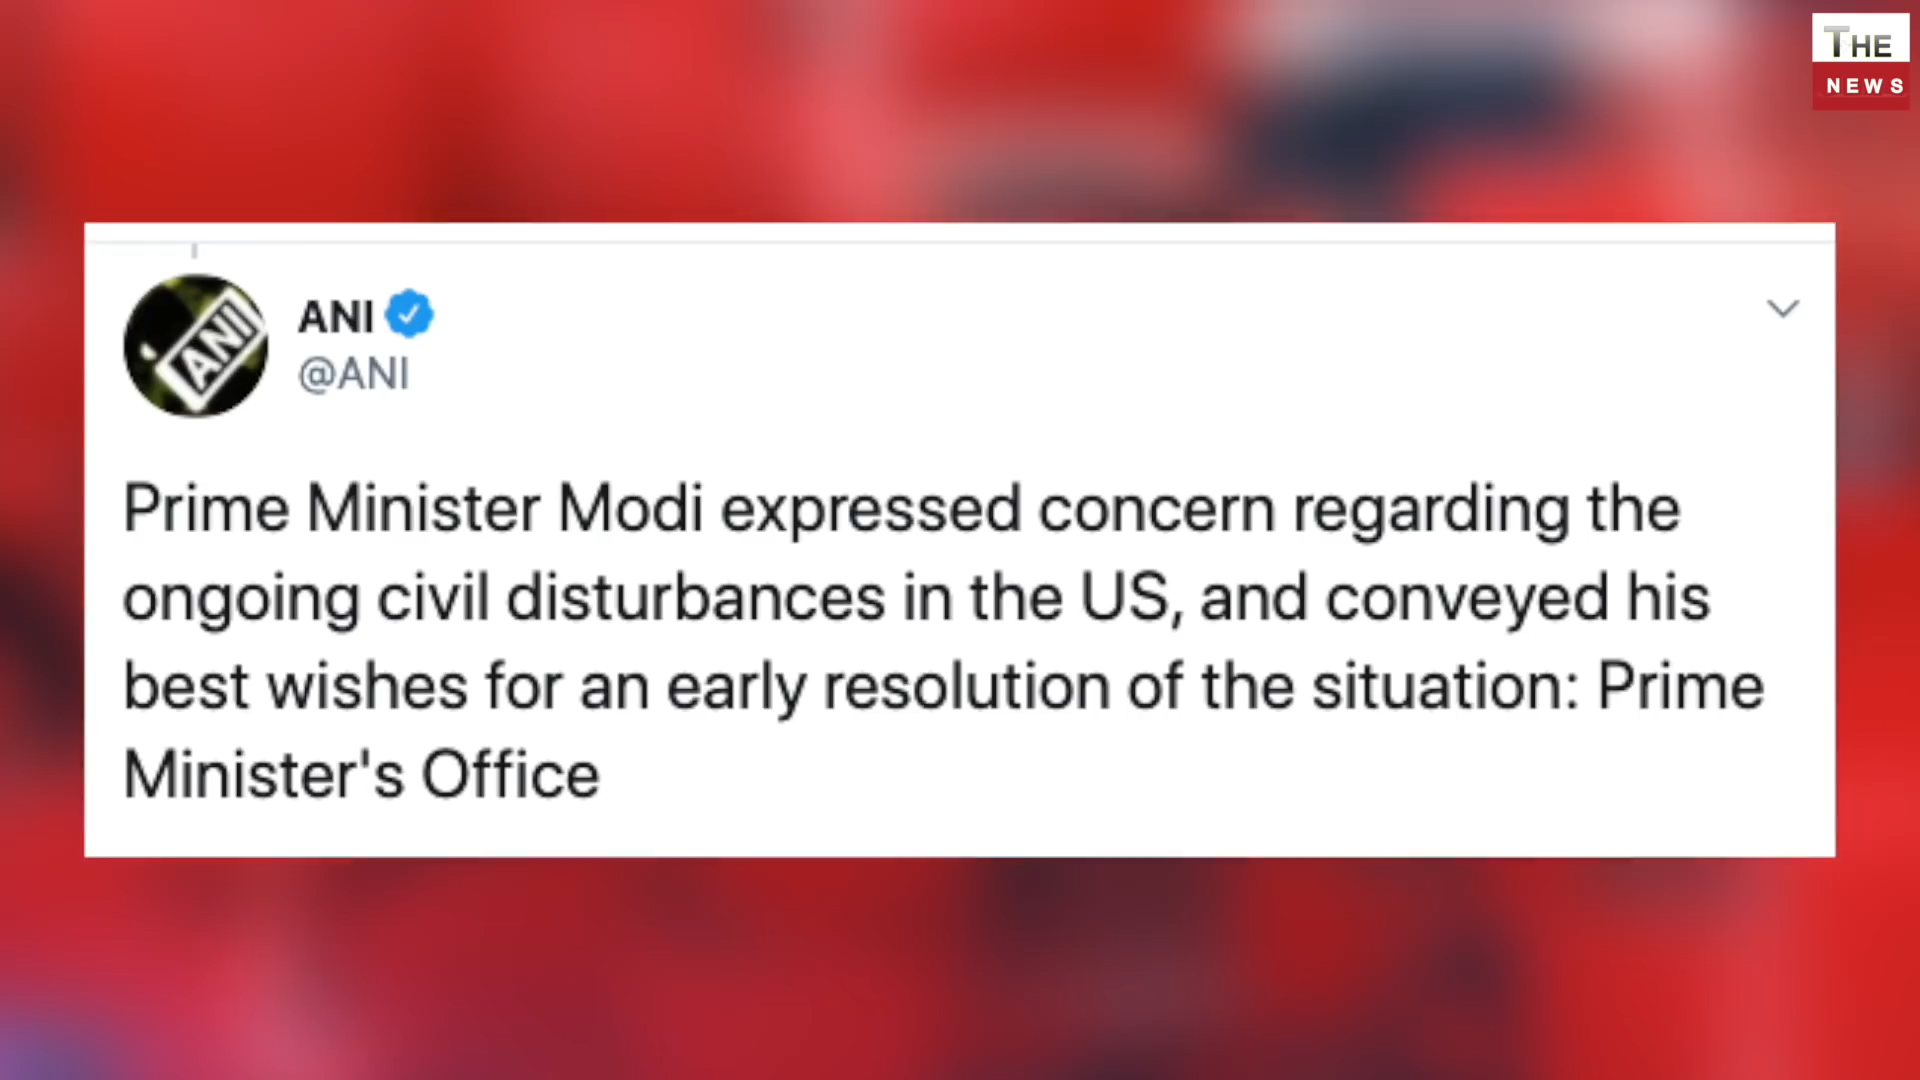 THE
NEWS
ANI
ANI
@ANI
Prime Minister Modi expressed concern regarding the
ongoing civil disturbances in the US, and conveyed his
best wishes for an early resolution of the situation: Prime
Minister's Office